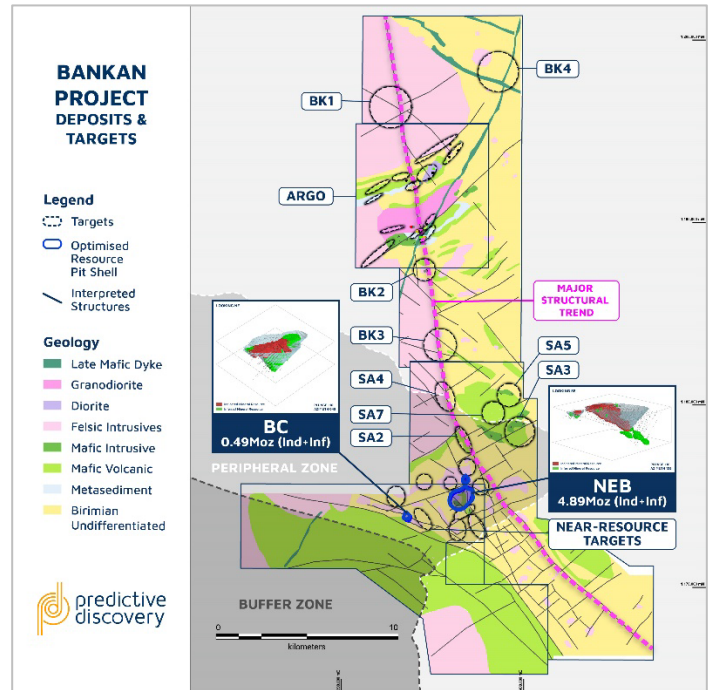 BANKAN
PROJECT
DEPOSITS &
TARGETS
Legend
Targets
Optimised
Resource
Pit Shell
Interpreted
Structures
Geology
Late Mafic Dyke
Granodiorite
Diorite
Felsic Intrusives
Mafic Intrusive
Mafic Volcanic
Metasediment
Birimian
Undifferentiated
predictive
discovery
BK1
BK4
ARGO
BK2
MAJOR
STRUCTURAL
TREND
BK3
SA5
SA3
SA4
SA7
SA2
BC
0.49Moz (Ind+Inf)
NEB
4.89Moz (Ind+Inf)
PERIPHERAL ZONE
NEAR-RESOURCE
TARGETS
BUFFER ZONE
0
10
kilometers